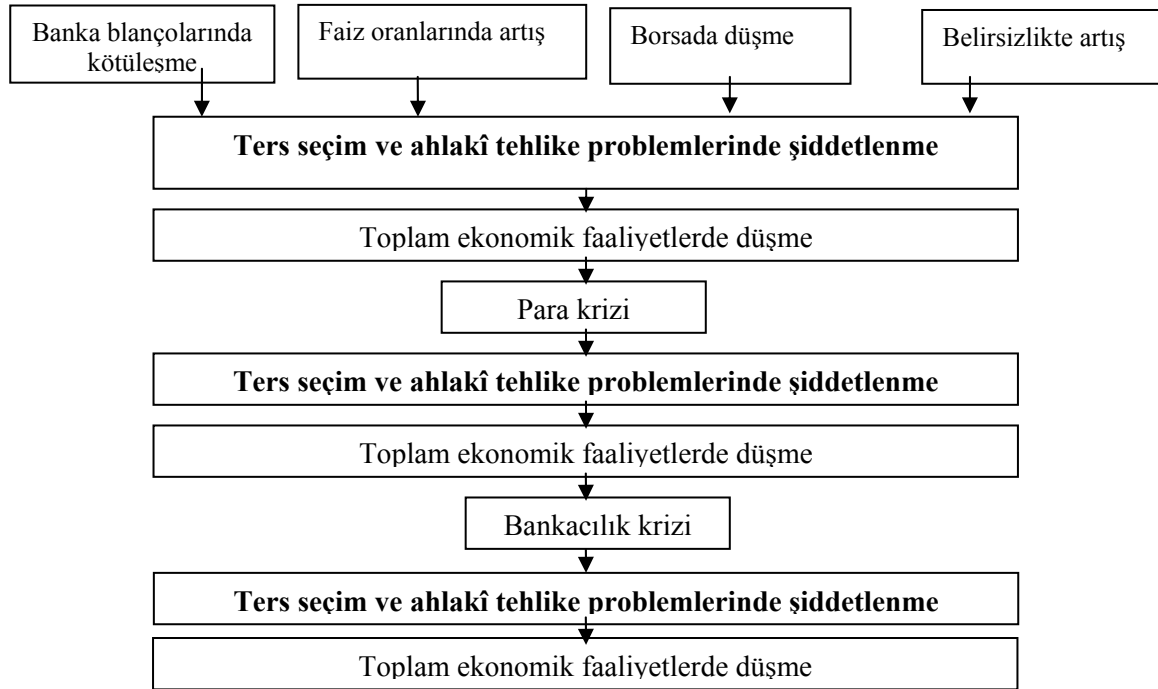 Banka blançolarında
kötüleşme
Faiz oranlarında artış
Borsada düşme
Belirsizlikte artış
Ters seçim ve ahlakî tehlike problemlerinde şiddetlenme
Toplam ekonomik faaliyetlerde düşme
Para krizi
Ters seçim ve ahlakî tehlike problemlerinde şiddetlenme
Toplam ekonomik faaliyetlerde düşme
Bankacılık krizi
Ters seçim ve ahlakî tehlike problemlerinde şiddetlenme
Toplam ekonomik faaliyetlerde düşme